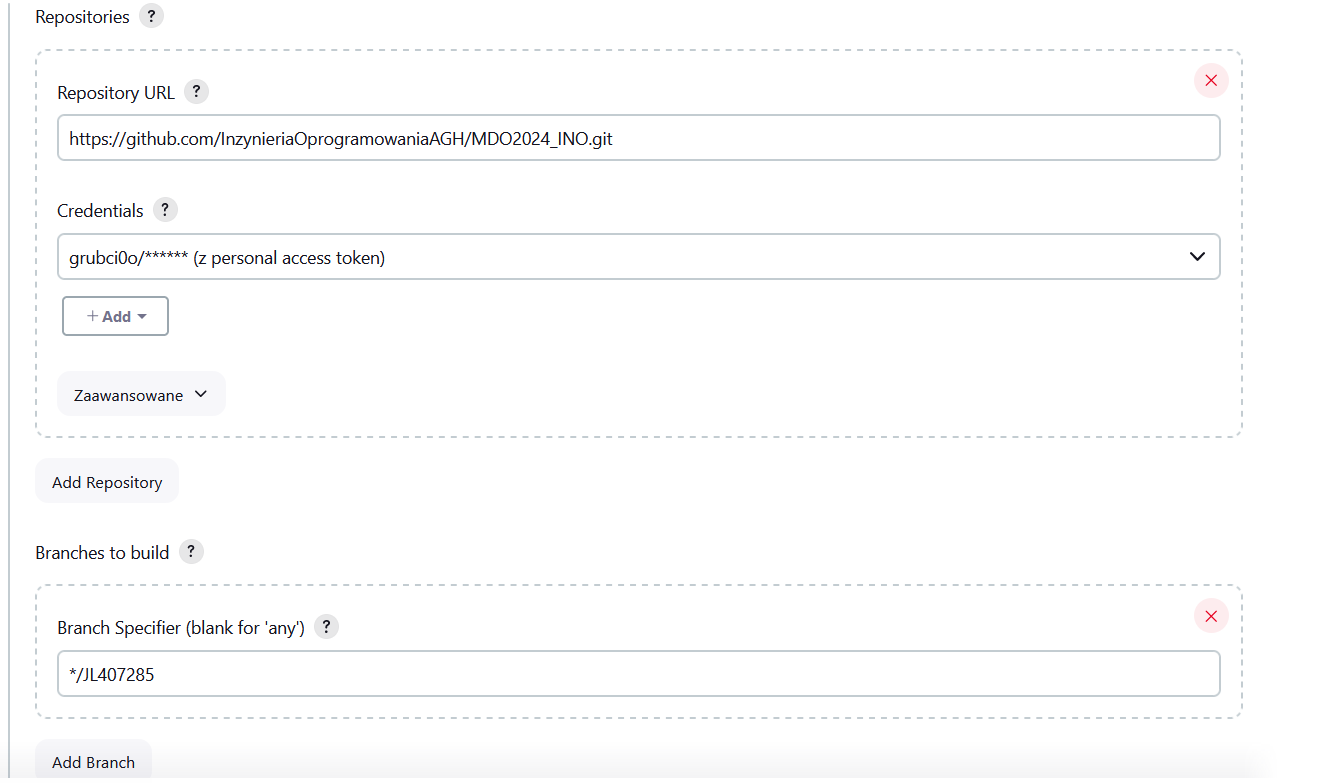 Repositories ?
Repository URL ?
https://github.com/InzynieriaOprogramowaniaAGH/MDO2024_INO.git
Credentials ?
grubci0o/****** (z personal access token)
+ Add
Zaawansowane
Add Repository
Branches to build ?
Branch Specifier (blank for 'any') ?
*/JL407285
Add Branch